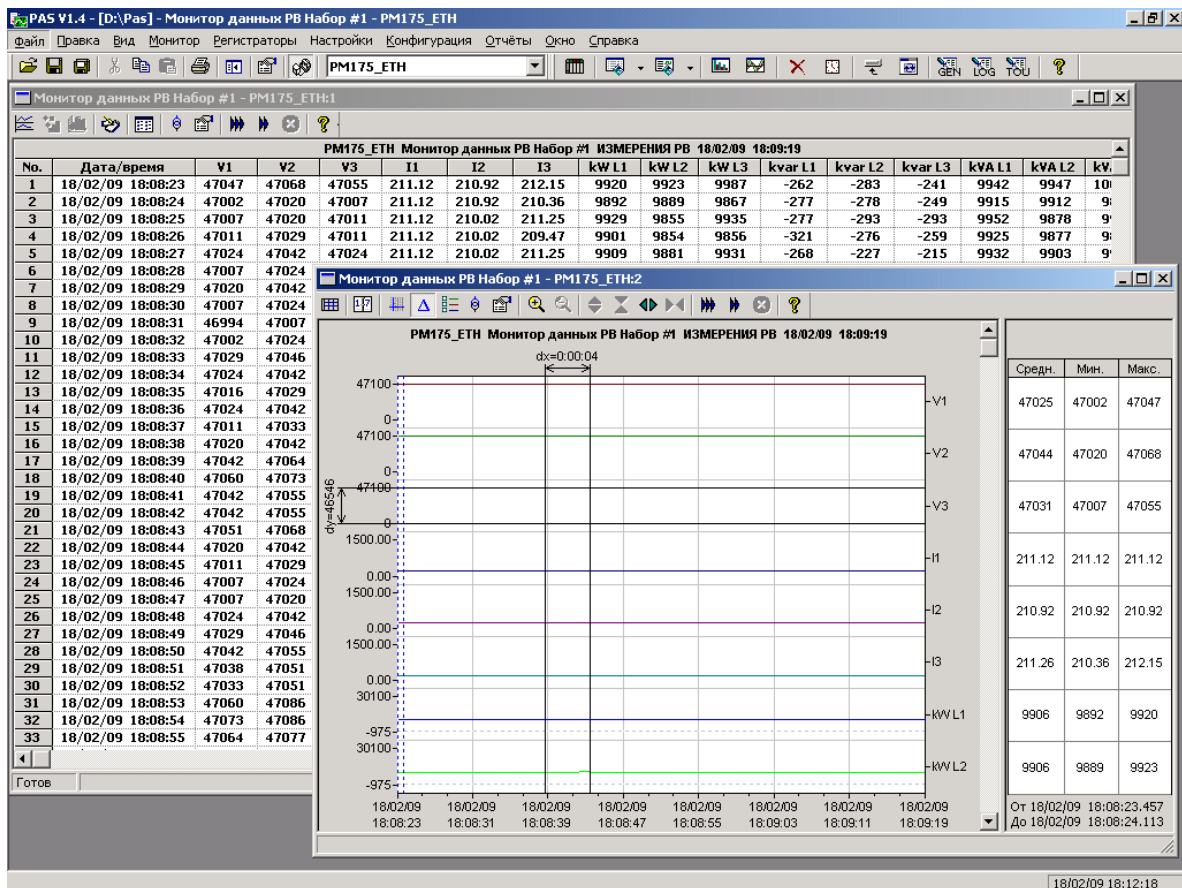 PAS V1.4 - [D:\Pas] - Монитор данных РВ Набор #1 - PM175_ETH
Файл Правка Вид Монитор Регистраторы Настройки Конфигурация Отчёты Окно Справка
PM175_ETH GEN LOG TOU
Монитор данных РВ Набор #1 - PM175_ETH:1
PM175_ETH Монитор данных РВ Набор #1 ИЗМЕРЕНИЯ РВ 18/02/09 18:09:19
No. Дата/время V1 V2 V3 I1 I2 I3 kW L1 kW L2 kW L3 kvar L1 kvar L2 kvar L3 kVA L1 kVA L2
1 18/02/09 18:08:23 47047 47068 47055 211.12 210.92 212.15 9920 9923 9987 -262 -283 -241 9942 9947
2 18/02/09 18:08:24 47002 47020 47007 211.12 210.92 210.36 9892 9889 9867 -277 -278 -249 9915 9912
3 18/02/09 18:08:25 47007 47020 47011 211.12 210.02 211.25 9929 9855 9935 -277 -293 -293 9952 9878
4 18/02/09 18:08:26 47011 47029 47011 211.12 210.02 209.47 9901 9854 9856 -321 -276 -259 9925 9877
5 18/02/09 18:08:27 47024 47042 47024 211.12 210.02 211.25 9909 9881 9931 -268 -227 -215 9932 9903
6 18/02/09 18:08:28 47007 47024
7 18/02/09 18:08:29 47020 47042
8 18/02/09 18:08:30 47007 47024
9 18/02/09 18:08:31 46994 47007
10 18/02/09 18:08:32 47002 47024
11 18/02/09 18:08:33 47029 47046
12 18/02/09 18:08:34 47024 47042
13 18/02/09 18:08:35 47016 47029
14 18/02/09 18:08:36 47024 47042
15 18/02/09 18:08:37 47011 47033
16 18/02/09 18:08:38 47020 47042
17 18/02/09 18:08:39 47042 47064
18 18/02/09 18:08:40 47060 47073
19 18/02/09 18:08:41 47042 47055
20 18/02/09 18:08:42 47042 47055
21 18/02/09 18:08:43 47051 47068
22 18/02/09 18:08:44 47020 47042
23 18/02/09 18:08:45 47011 47029
24 18/02/09 18:08:46 47007 47024
25 18/02/09 18:08:47 47007 47020
26 18/02/09 18:08:48 47024 47042
27 18/02/09 18:08:49 47029 47046
28 18/02/09 18:08:50 47042 47055
29 18/02/09 18:08:51 47038 47051
30 18/02/09 18:08:52 47033 47051
31 18/02/09 18:08:53 47060 47086
32 18/02/09 18:08:54 47073 47086
33 18/02/09 18:08:55 47064 47077
Готов
Монитор данных РВ Набор #1 - PM175_ETH:2
PM175_ETH Монитор данных РВ Набор #1 ИЗМЕРЕНИЯ РВ 18/02/09 18:09:19
dx=0:00:04
Средн. Мин. Макс.
47100
V1 47025 47002 47047
0
47100
V2 47044 47020 47068
0
47100
dy=46546
V3 47031 47007 47055
0
1500.00
I1 211.12 211.12 211.12
0.00
1500.00
I2 210.92 210.92 210.92
0.00
1500.00
I3 211.26 210.36 212.15
0.00
30100
kW L1 9906 9892 9920
-975
30100
kW L2 9906 9889 9923
-975
18/02/09 18/02/09 18/02/09 18/02/09 18/02/09 18/02/09 18/02/09 18/02/09
18:08:23 18:08:31 18:08:39 18:08:47 18:08:55 18:09:03 18:09:11 18:09:19
От 18/02/09 18:08:23.457
До 18/02/09 18:08:24.113
18/02/09 18:12:18